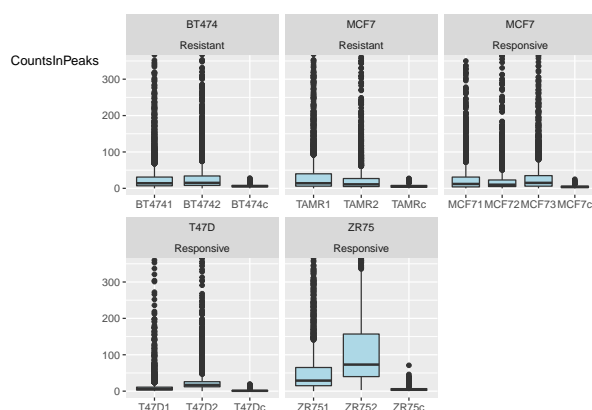 BT474
MCF7
MCF7
Resistant
Resistant
Responsive
CountsInPeaks
300
200
100
0
BT4741 BT4742 BT474c
TAMR1 TAMR2 TAMRc
MCF71 MCF72 MCF73 MCF7c
T47D
ZR75
Responsive
Responsive
300
200
100
0
T47D1 T47D2 T47Dc
ZR751 ZR752 ZR75c